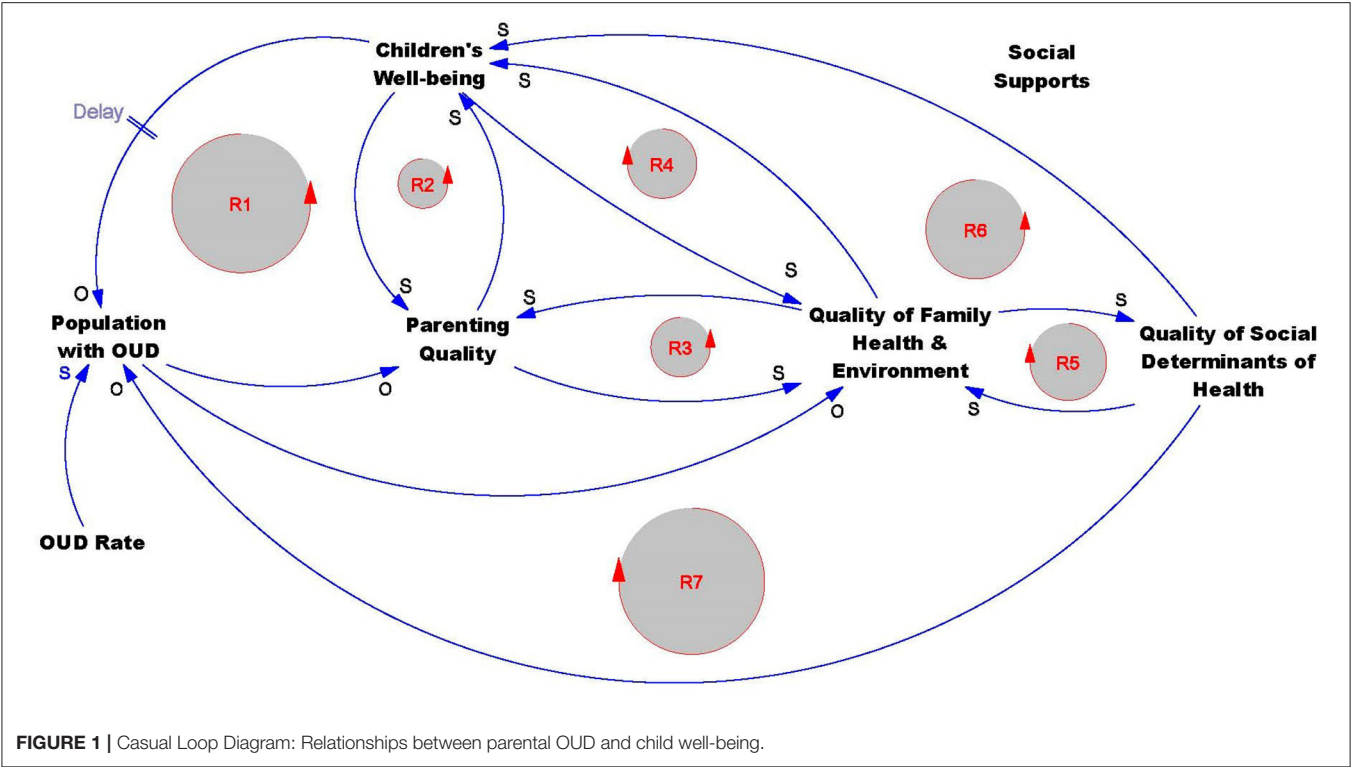 S
Children's
Well-being
S
S
Social
Supports
Delay
R1
R2
R4
R6
O
Population
with OUD
S
O
S
Parenting
Quality
O
S
R3
S
S
Quality of Family
Health &
Environment
O
S
R5
S
Quality of Social
Determinants of
Health
OUD Rate
R7
FIGURE 1 | Casual Loop Diagram: Relationships between parental OUD and child well-being.